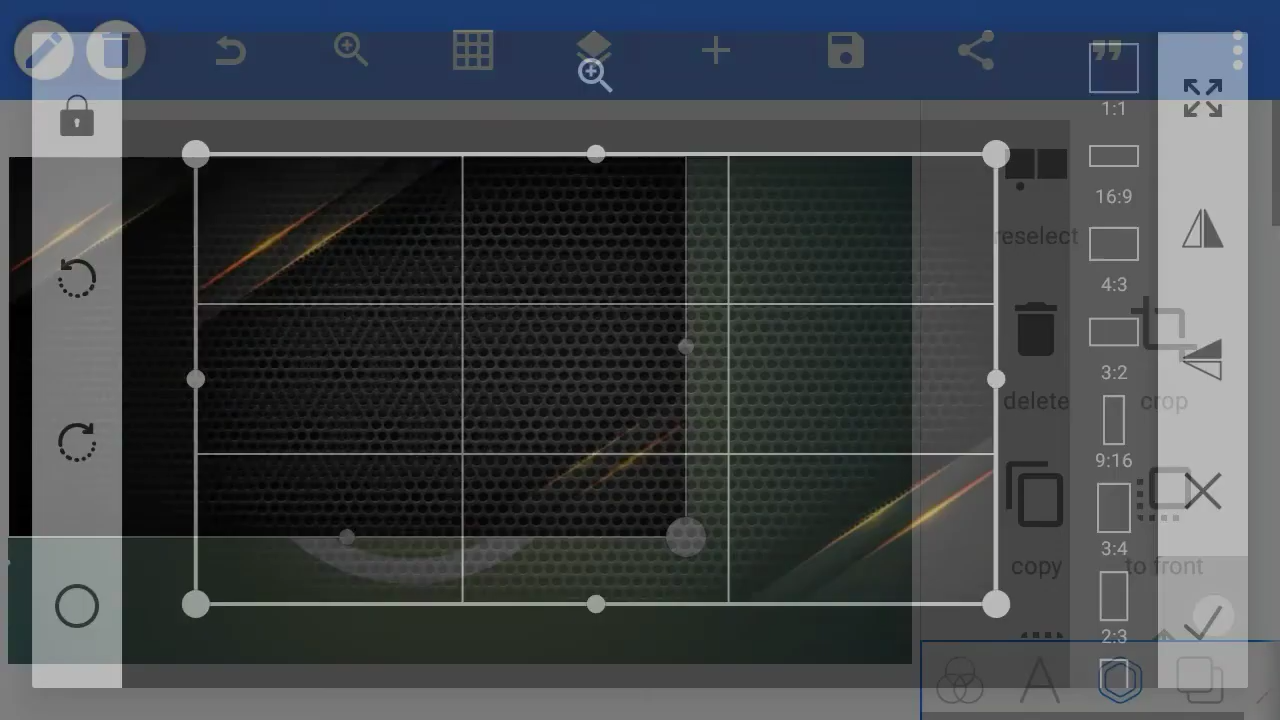 1:1
reselect
16:9
4:3
delete
3:2
crop
9:16
copy
3:4
to front
2:3